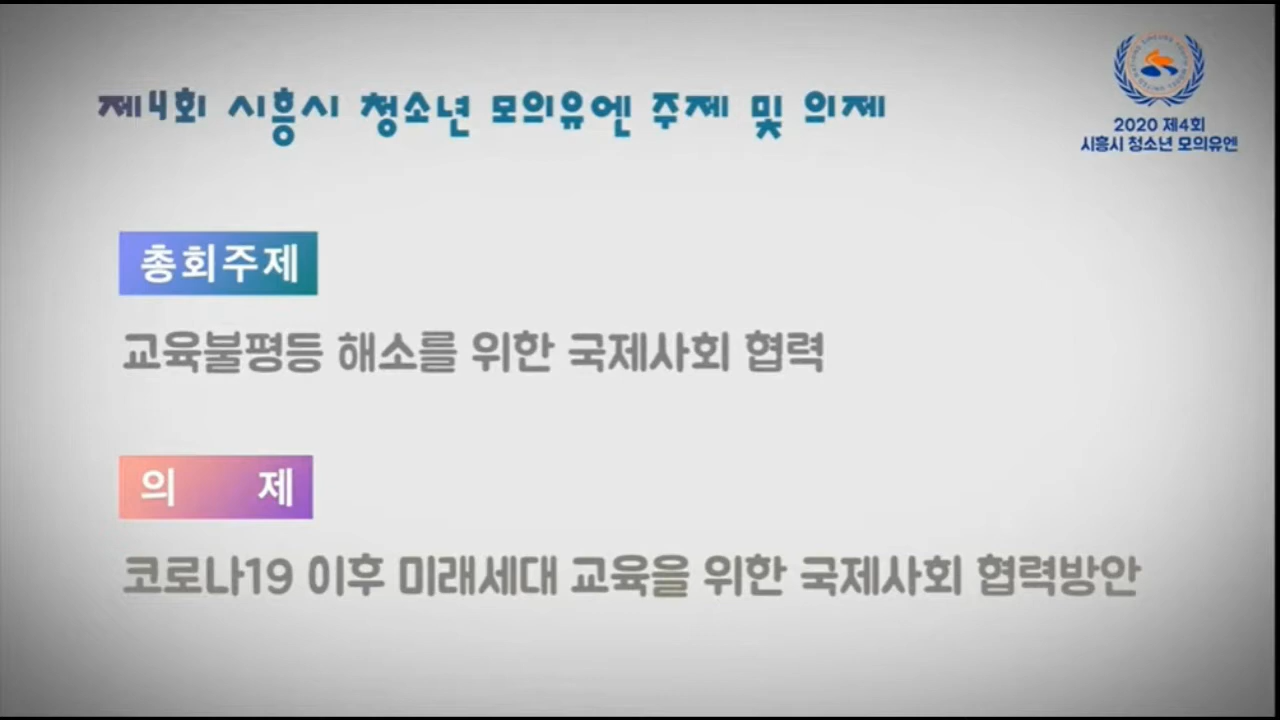 제4회 시흥시 청소년 모의유엔 주제 및 의제
2020 제4회
시흥시 청소년 모의유엔
총회주제
교육불평등 해소를 위한 국제사회 협력
의 제
코로나19 이후 미래세대 교육을 위한 국제사회 협력방안